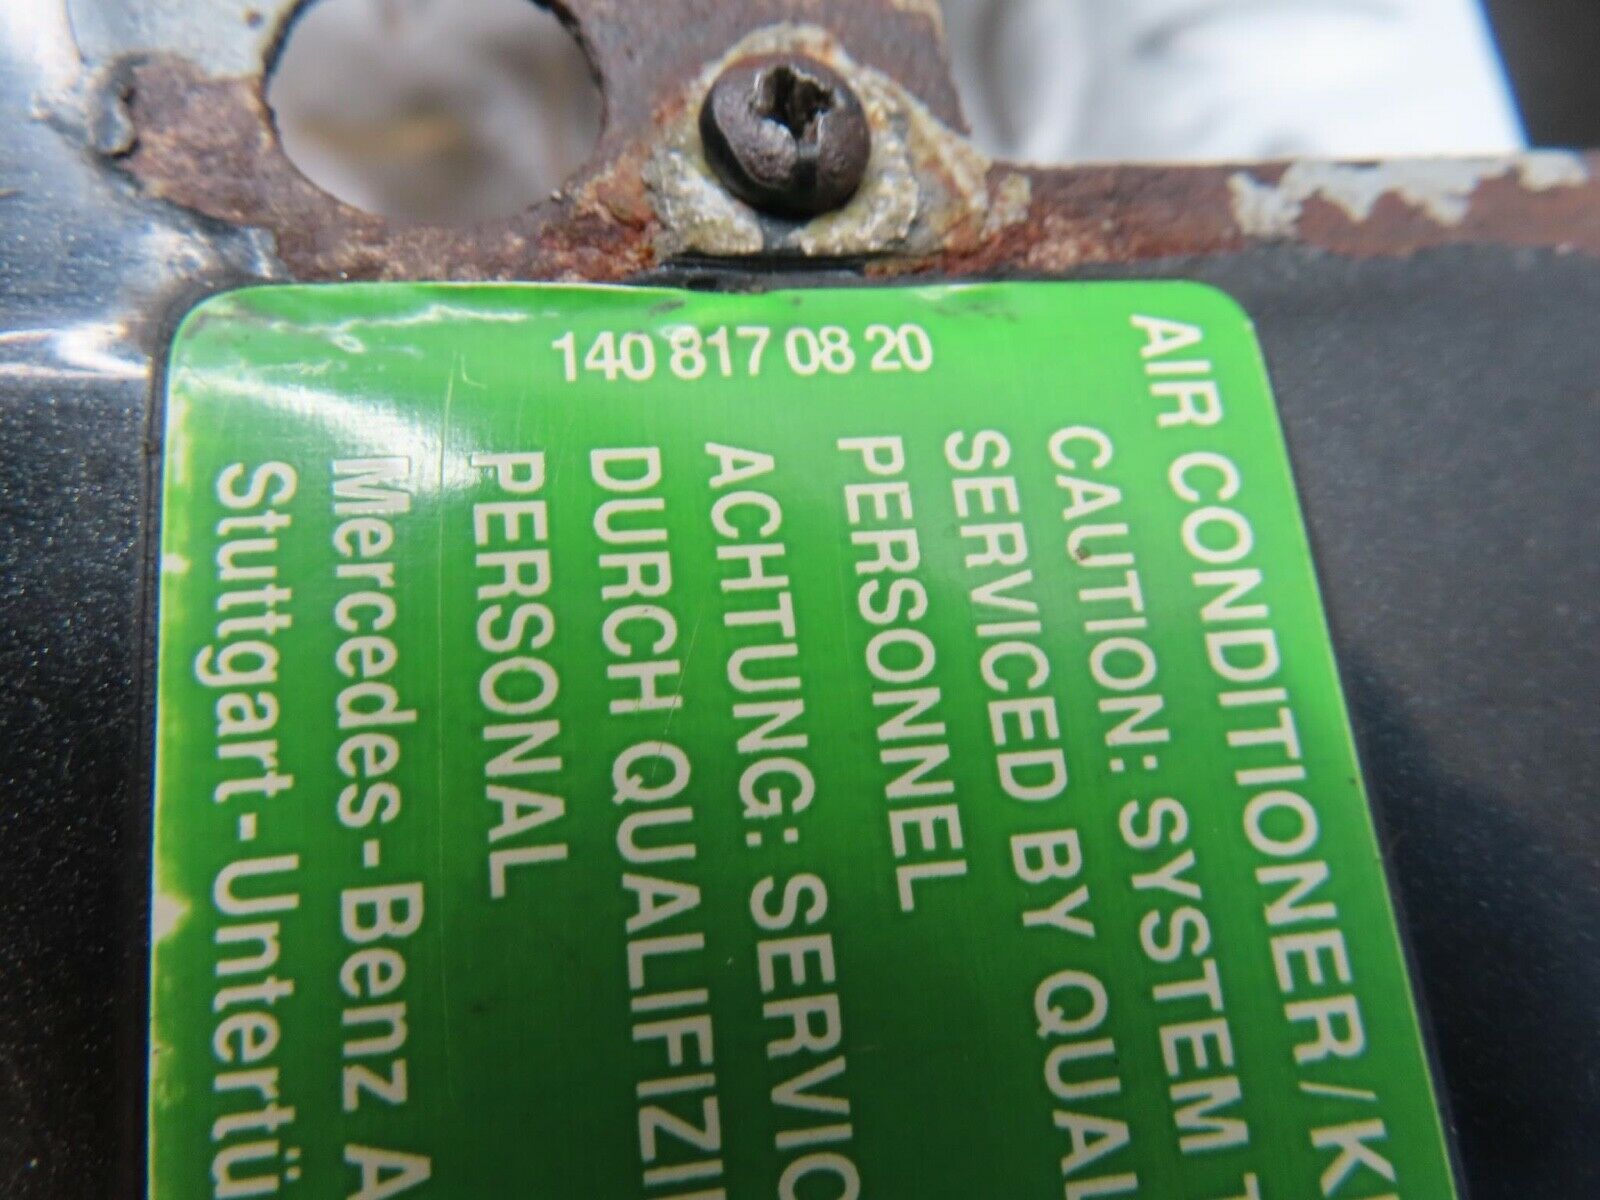 140 817 08 20
AIR CONDITIONER/K
CAUTION: SYSTEM T
SERVICED BY QUAL
PERSONNEL
ACHTUNG: SERVIC
DURCH QUALIFIZI
PERSONAL
Mercedes-Benz A
Stuttgart-Untertü